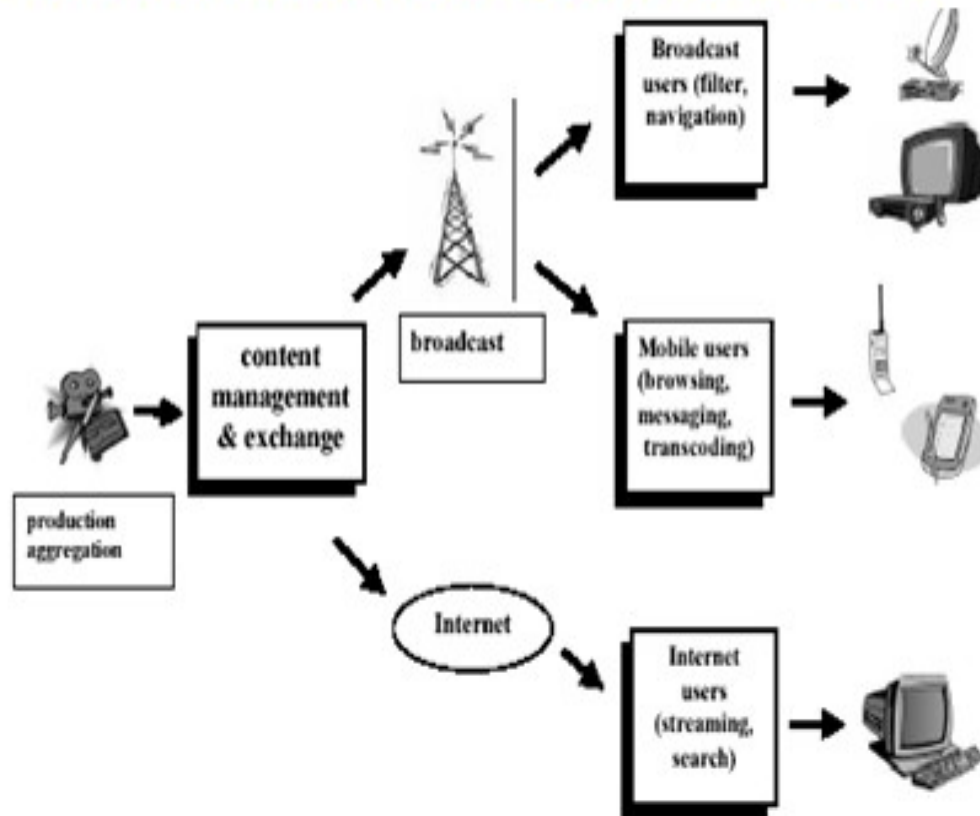 production
aggregation
content
management
& exchange
broadcast
Internet
Broadcast
users (filter,
navigation)
Mobile users
(browsing,
messaging,
transcoding)
Internet
users
(streaming,
search)